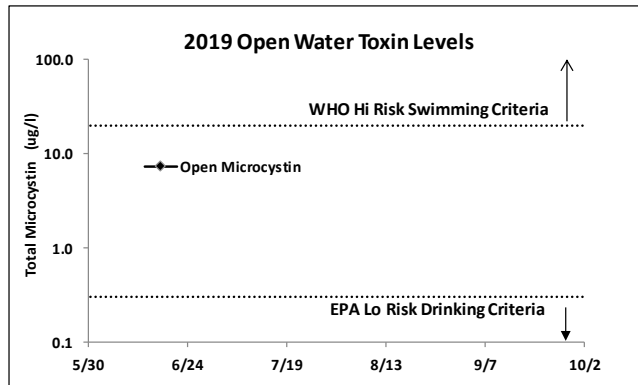 2019 Open Water Toxin Levels
100.0
WHO Hi Risk Swimming Criteria
10.0
Open Microcystin
Total Microcystin (ug/l)
1.0
EPA Lo Risk Drinking Criteria
0.1
5/30 6/24 7/19 8/13 9/7 10/2